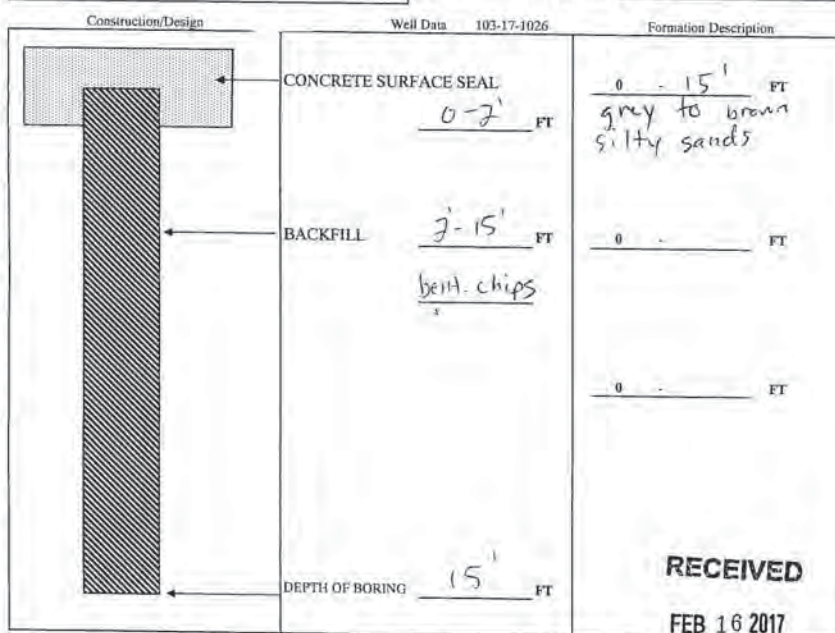 Construction/Design
Well Data 103-17-1026
Formation Description
CONCRETE SURFACE SEAL
0-2' FT
BACKFILL 2'-15' FT
bent. chips
DEPTH OF BORING 15' FT
0 - 15' FT
grey to brown
silty sands
0 - FT
0 - FT
RECEIVED
FEB 16 2017